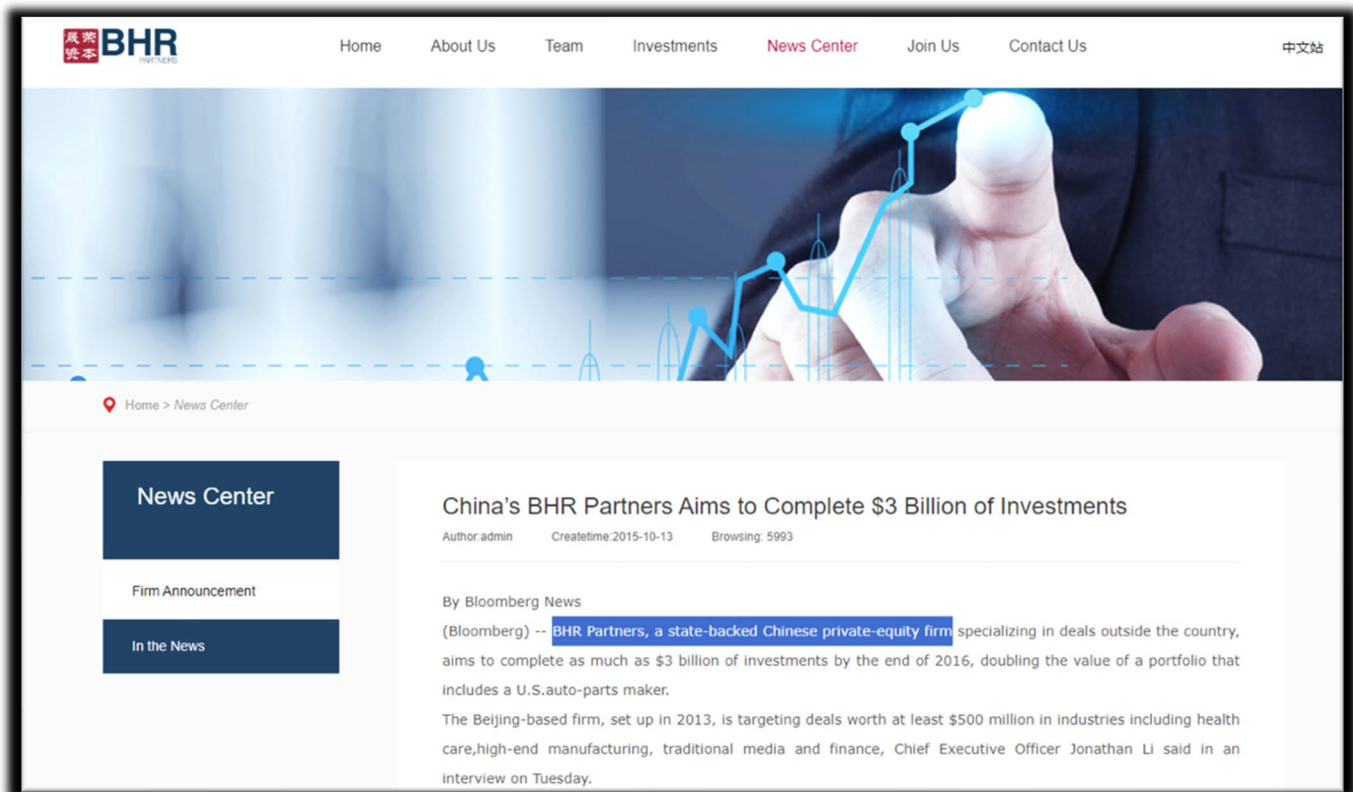 晨荣
兟本
BHR
PARTNERS
Home About Us Team Investments News Center Join Us Contact Us 中文站
Home > News Center
News Center
Firm Announcement
In the News
China's BHR Partners Aims to Complete $3 Billion of Investments
Author:admin Createtime:2015-10-13 Browsing: 5993
By Bloomberg News
(Bloomberg) -- BHR Partners, a state-backed Chinese private-equity firm specializing in deals outside the country,
aims to complete as much as $3 billion of investments by the end of 2016, doubling the value of a portfolio that
includes a U.S.auto-parts maker.
The Beijing-based firm, set up in 2013, is targeting deals worth at least $500 million in industries including health
care,high-end manufacturing, traditional media and finance, Chief Executive Officer Jonathan Li said in an
interview on Tuesday.